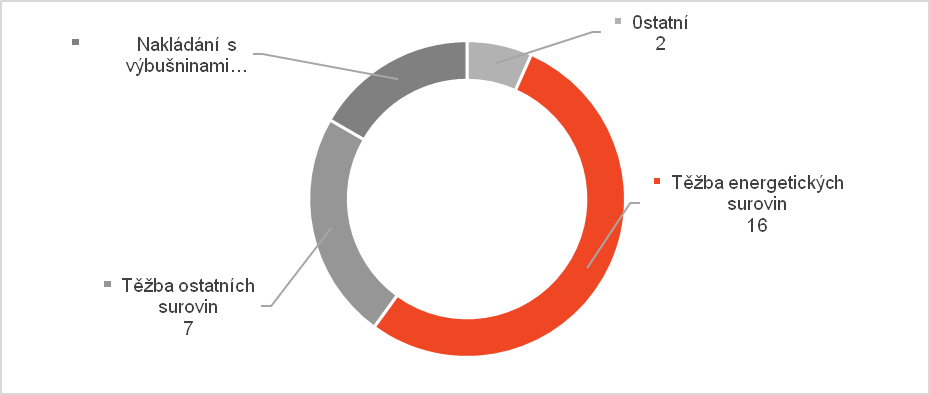 Ostatní
2
Nakládání s
výbušninami…
Těžba energetických
surovin
16
Těžba ostatních
surovin
7